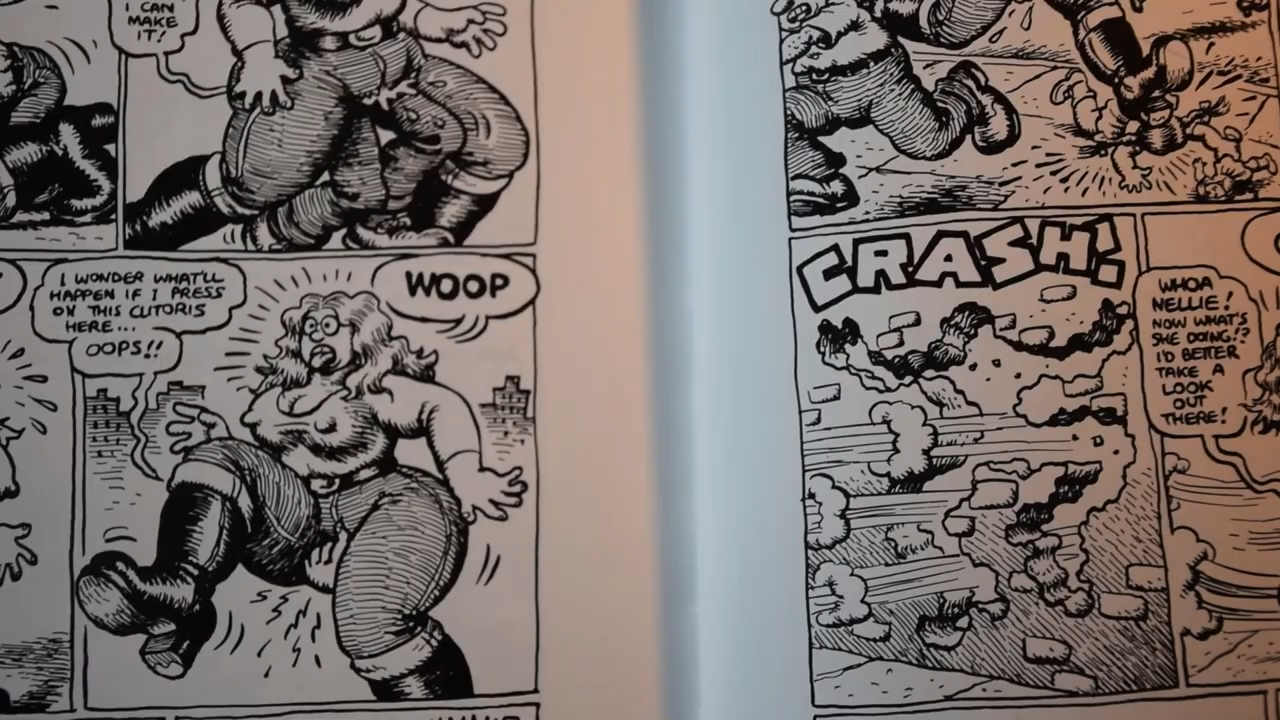 I CAN
MAKE
IT!
I WONDER WHAT'LL
HAPPEN IF I PRESS
ON THIS CLITORIS
HERE...
OOPS!!
WOOP
CRASH!
WHOA
NELLIE!
NOW WHAT'S
SHE DOING!?
I'D BETTER
TAKE A
LOOK
OUT
THERE!